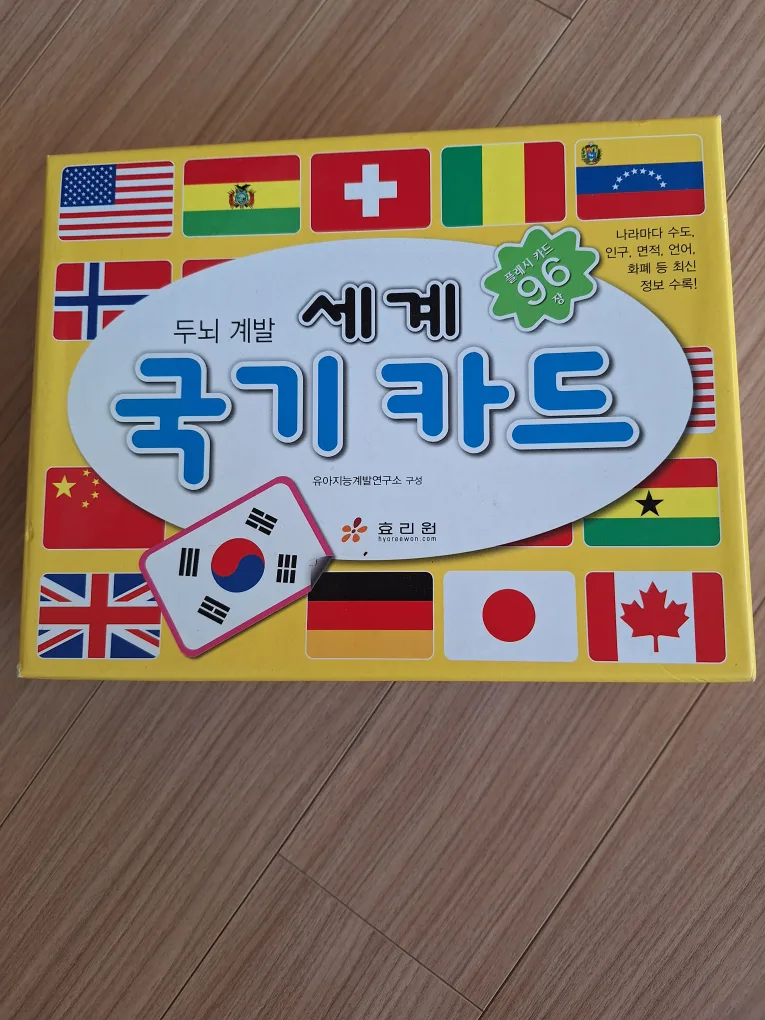 나라마다 수도,
인구, 면적, 언어,
화폐 등 최신
정보 수록!
플래시 카드
96
장
두뇌 계발
세계
국기 카드
유아지능계발연구소 구성
효리원
hyoreewon.com